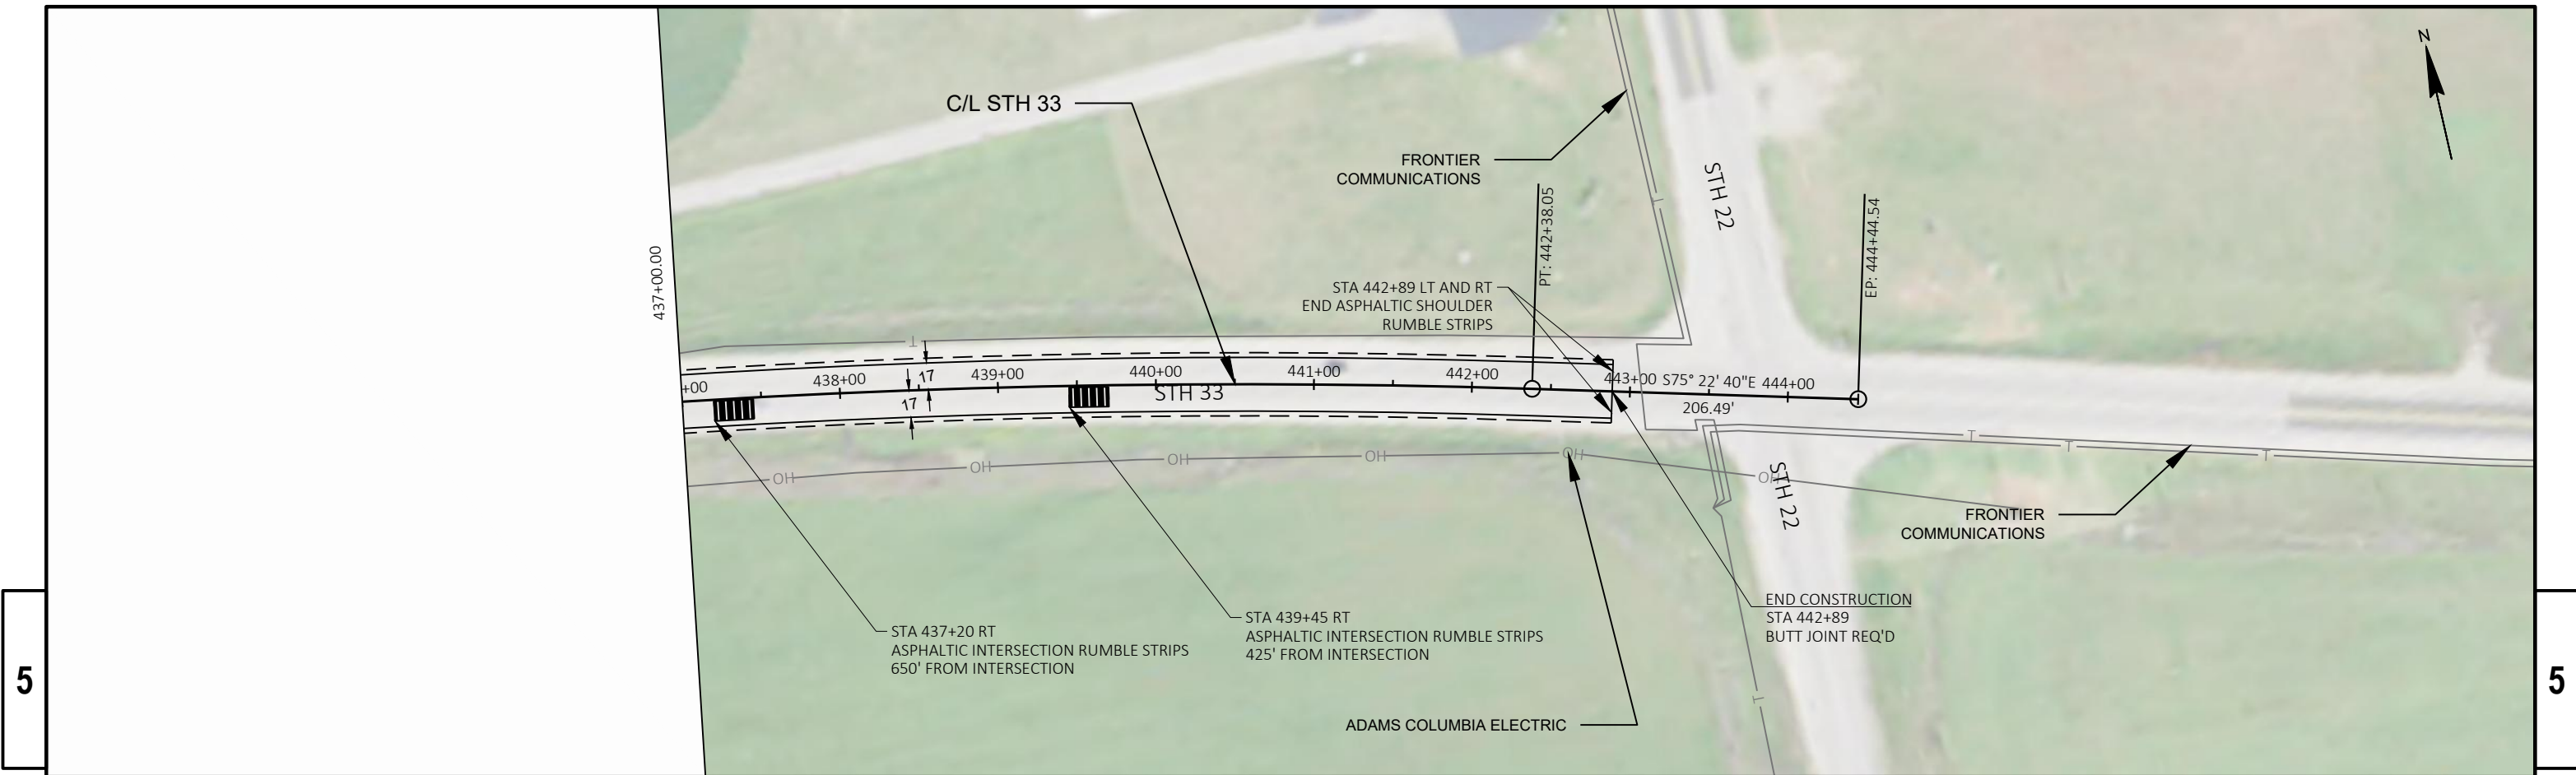 N
C/L STH 33
FRONTIER
COMMUNICATIONS
STH 22
PT: 442+38.05
EP: 444+44.54
437+00.00
STA 442+89 LT AND RT
END ASPHALTIC SHOULDER
RUMBLE STRIPS
T
T
+00
438+00
17
439+00
440+00
441+00
442+00
443+00
S75° 22' 40"E
444+00
17
STH 33
206.49'
OH
OH
OH
OH
OH
OH
T
T
T
STH 22
FRONTIER
COMMUNICATIONS
STA 437+20 RT
ASPHALTIC INTERSECTION RUMBLE STRIPS
650' FROM INTERSECTION
STA 439+45 RT
ASPHALTIC INTERSECTION RUMBLE STRIPS
425' FROM INTERSECTION
END CONSTRUCTION
STA 442+89
BUTT JOINT REQ'D
T
ADAMS COLUMBIA ELECTRIC
5
5